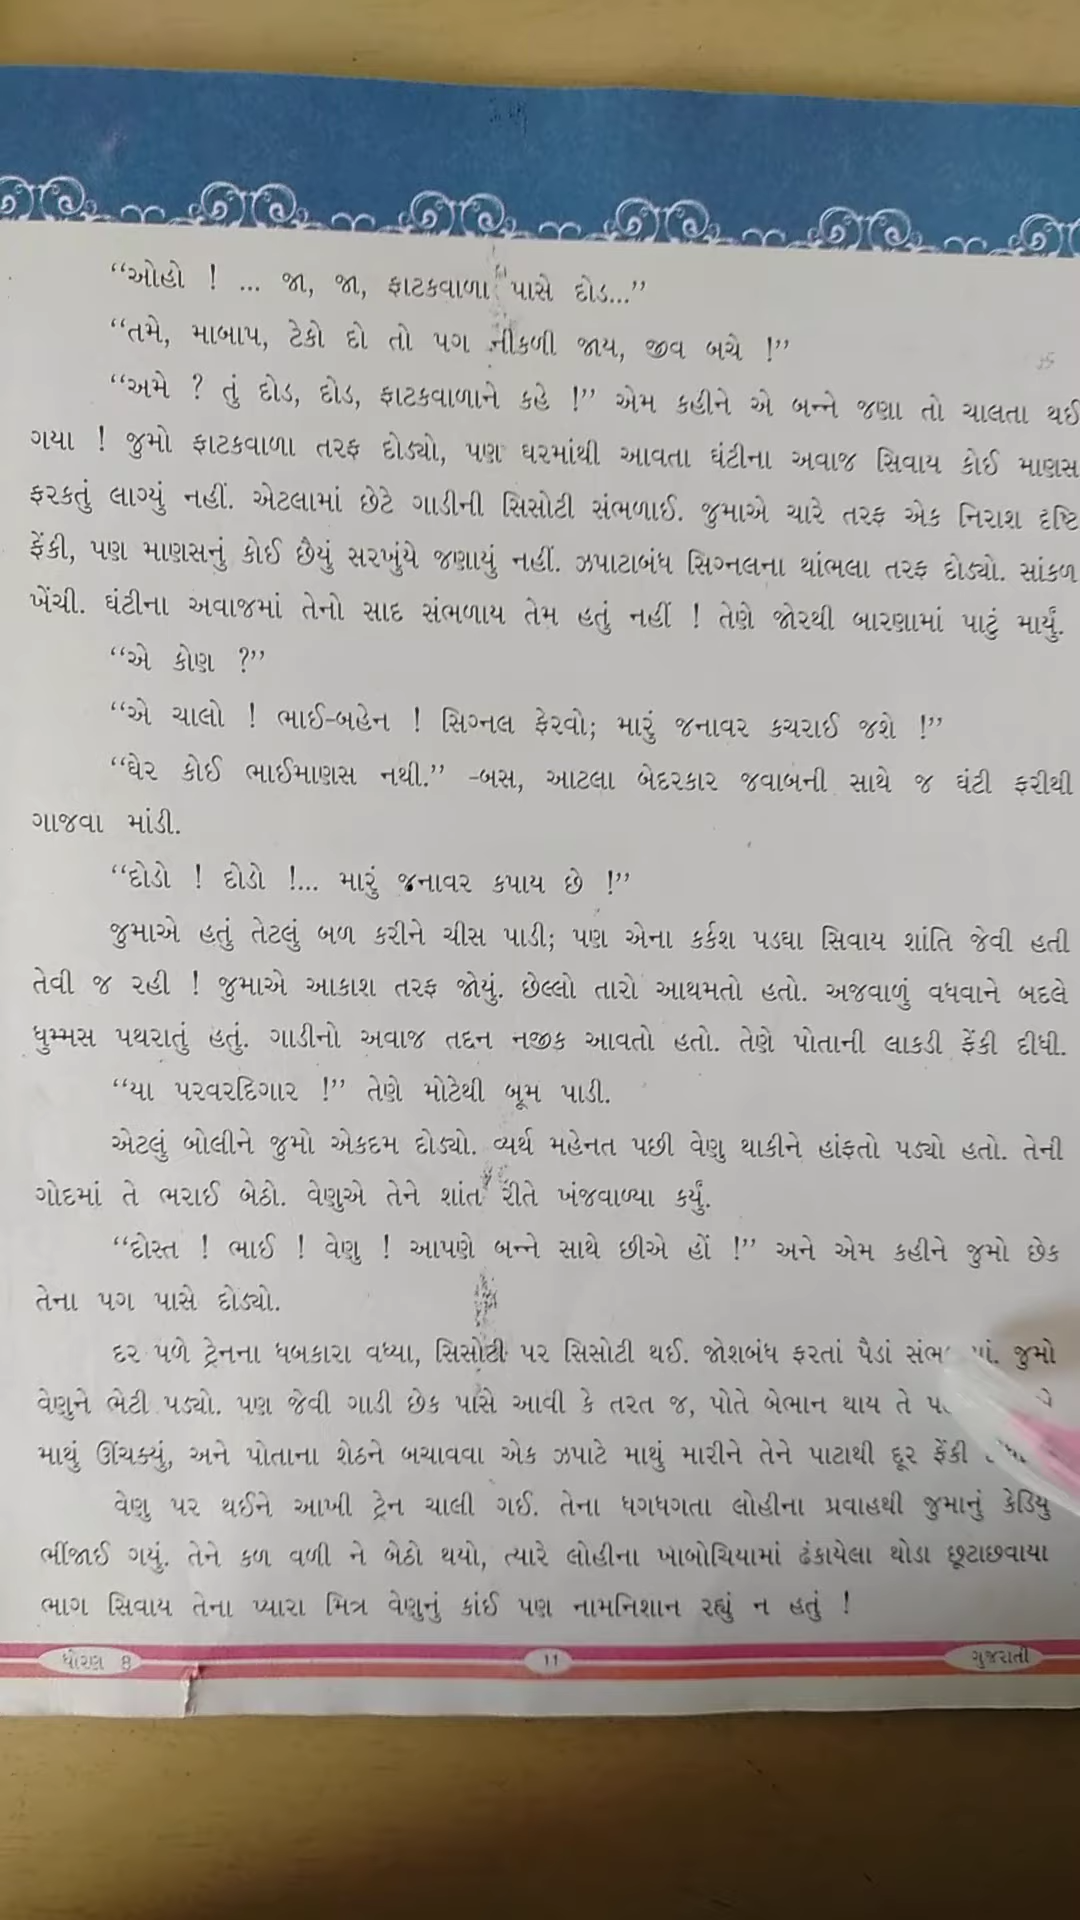 “ઓહો ! ... જા, જા, ફાટકવાળા પાસે દોડ...”
“તમે, માબાપ, ટેકો દો તો પગ નીકળી જાય, જીવ બચે !”
“અમે ? તું દોડ, દોડ, ફાટકવાળાને કહે !” એમ કહીને એ બન્ને જણા તો ચાલતા થઈ
ગયા ! જુમો ફાટકવાળા તરફ દોડ્યો, પણ ઘરમાંથી આવતા ઘંટીના અવાજ સિવાય કોઈ માણસ
ફરકતું લાગ્યું નહીં. એટલામાં છેટે ગાડીની સિસોટી સંભળાઈ. જુમાએ ચારે તરફ એક નિરાશ દૃષ્ટિ
ફેંકી, પણ માણસનું કોઈ છૈયું સરખુંયે જણાયું નહીં. ઝપાટાબંધ સિગ્નલના થાંભલા તરફ દોડ્યો. સાંકળ
ખેંચી. ઘંટીના અવાજમાં તેનો સાદ સંભળાય તેમ હતું નહીં ! તેણે જોરથી બારણામાં પાટું માર્યું.
“એ કોણ ?”
“એ ચાલો ! ભાઈ-બહેન ! સિગ્નલ ફેરવો; મારું જનાવર કચરાઈ જશે !”
“ઘેર કોઈ ભાઈમાણસ નથી.” -બસ, આટલા બેદરકાર જવાબની સાથે જ ઘંટી ફરીથી
ગાજવા માંડી.
“દોડો ! દોડો !... મારું જનાવર કપાય છે !”
જુમાએ હતું તેટલું બળ કરીને ચીસ પાડી; પણ એના કર્કશ પડઘા સિવાય શાંતિ જેવી હતી
તેવી જ રહી ! જુમાએ આકાશ તરફ જોયું. છેલ્લો તારો આથમતો હતો. અજવાળું વધવાને બદલે
ધુમ્મસ પથરાતું હતું. ગાડીનો અવાજ તદ્દન નજીક આવતો હતો. તેણે પોતાની લાકડી ફેંકી દીધી.
“યા પરવરદિગાર !” તેણે મોટેથી બૂમ પાડી.
એટલું બોલીને જુમો એકદમ દોડ્યો. વ્યર્થ મહેનત પછી વેણુ થાકીને હાંફતો પડ્યો હતો. તેની
ગોદમાં તે ભરાઈ બેઠો. વેણુએ તેને શાંત રીતે ખંજવાળ્યા કર્યું.
“દોસ્ત ! ભાઈ ! વેણુ ! આપણે બન્ને સાથે છીએ હોં !” અને એમ કહીને જુમો છેક
તેના પગ પાસે દોડ્યો.
દર પળે ટ્રેનના ધબકારા વધ્યા, સિસોટી પર સિસોટી થઈ. જોશબંધ ફરતાં પૈડાં જુમો
વેણુને ભેટી પડ્યો. પણ જેવી ગાડી છેક પાસે આવી કે તરત જ, પોતે બેભાન થાય તે
માથું ઊંચક્યું, અને પોતાના શેઠને બચાવવા એક ઝપાટે માથું મારીને તેને પાટાથી દૂર ફેંકી
વેણુ પર થઈને આખી ટ્રેન ચાલી ગઈ. તેના ધગધગતા લોહીના પ્રવાહથી જુમાનું કેડિયુ
ભીંજાઈ ગયું. તેને કળ વળી ને બેઠો થયો, ત્યારે લોહીના ખાબોચિયામાં ઢંકાયેલા થોડા છૂટાછવાયા
ભાગ સિવાય તેના પ્યારા મિત્ર વેણુનું કાંઈ પણ નામનિશાન રહ્યું ન હતું !
ધોરણ 8 11 ગુજરાતી